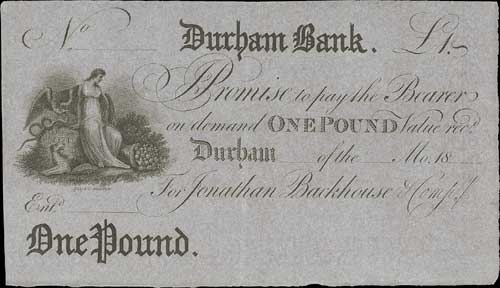 No Durham Bank. £1.
I Promise to pay the Bearer
on demand ONE POUND Value recd.
Durham of the Mo. 18
For Jonathan Backhouse & Compy.
Entd.
One Pound.